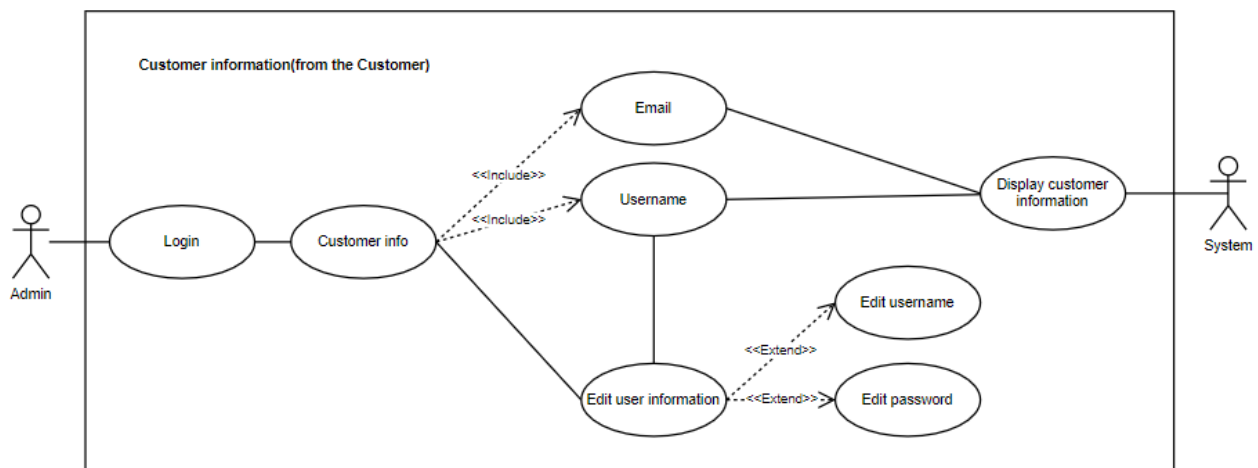 Customer information(from the Customer)
Email
<<Include>>
Username
<<Include>>
Display customer
information
Login
Customer info
Admin
System
Edit username
<<Extend>>
Edit user information
<<Extend>>
Edit password